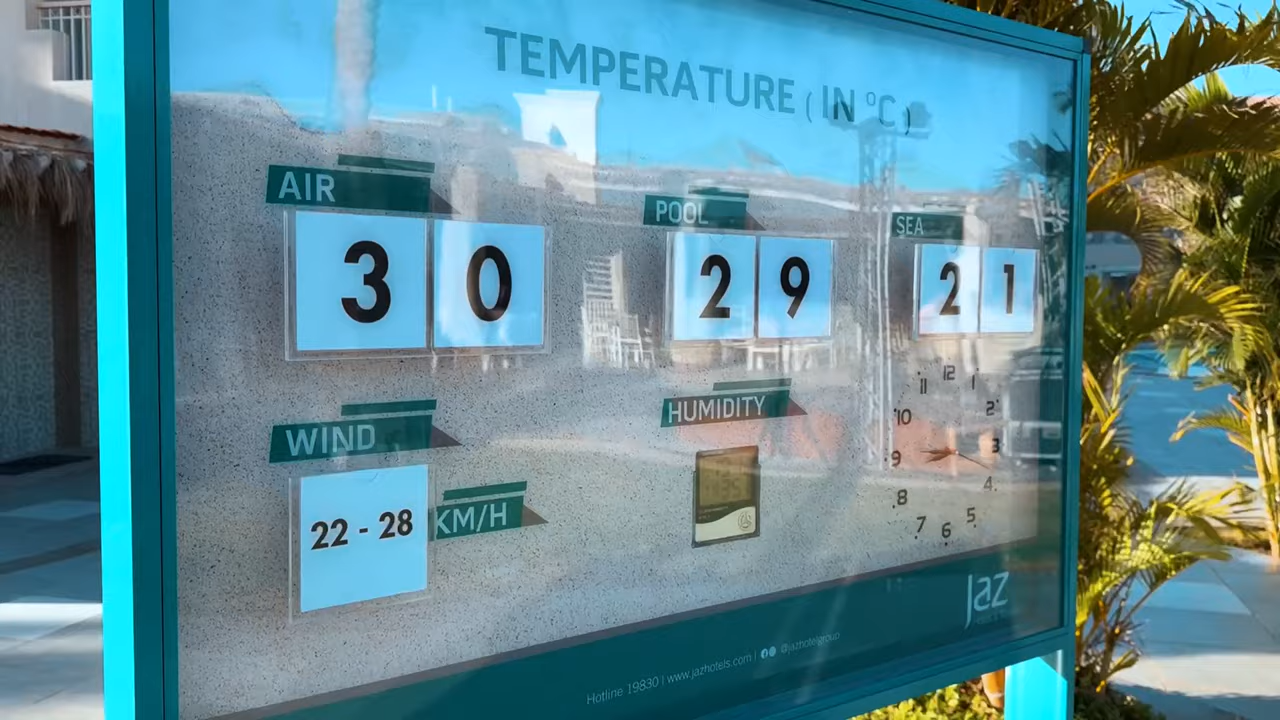 TEMPERATURE ( IN °C )
AIR
30
POOL
29
SEA
21
WIND
22 - 28
KM/H
HUMIDITY
12
1
2
3
4
5
6
7
8
9
10
11
Jaz
Hotline 19830 | www.jazhotels.com | @jazhotelgroup